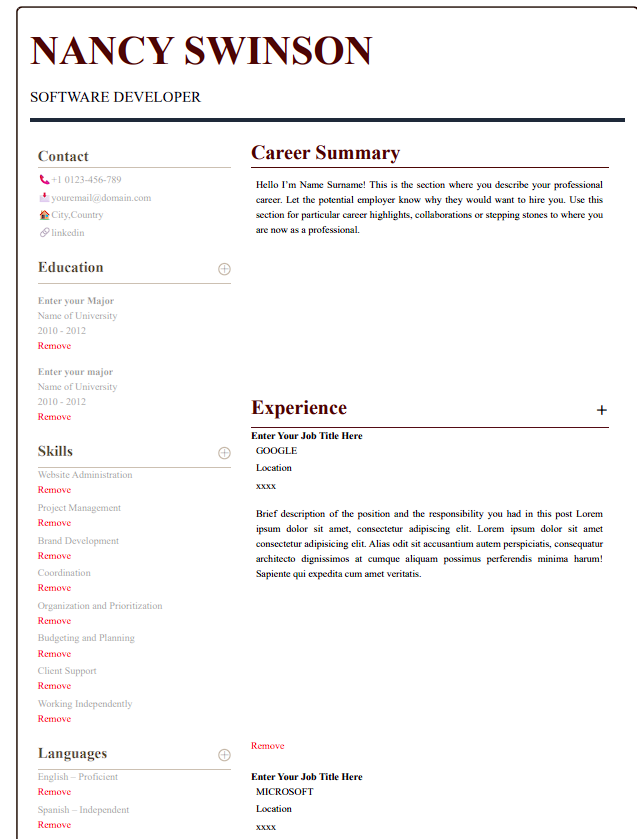 NANCY SWINSON
SOFTWARE DEVELOPER
Contact
+1 0123-456-789
youremail@domain.com
City,Country
linkedin
Education
Enter your Major
Name of University
2010 - 2012
Remove
Enter your major
Name of University
2010 - 2012
Remove
Skills
Website Administration
Remove
Project Management
Remove
Brand Development
Remove
Coordination
Remove
Organization and Prioritization
Remove
Budgeting and Planning
Remove
Client Support
Remove
Working Independently
Remove
Languages
English – Proficient
Remove
Spanish – Independent
Remove
Career Summary
Hello I'm Name Surname! This is the section where you describe your professional
career. Let the potential employer know why they would want to hire you. Use this
section for particular career highlights, collaborations or stepping stones to where you
are now as a professional.
Experience +
Enter Your Job Title Here
GOOGLE
Location
xxxx
Brief description of the position and the responsibility you had in this post Lorem
ipsum dolor sit amet, consectetur adipiscing elit. Lorem ipsum dolor sit amet
consectetur adipisicing elit. Alias odit sit accusantium autem perspiciatis, consequatur
architecto dignissimos at cumque aliquam possimus perferendis minima harum!
Sapiente qui expedita cum amet veritatis.
Remove
Enter Your Job Title Here
MICROSOFT
Location
xxxx